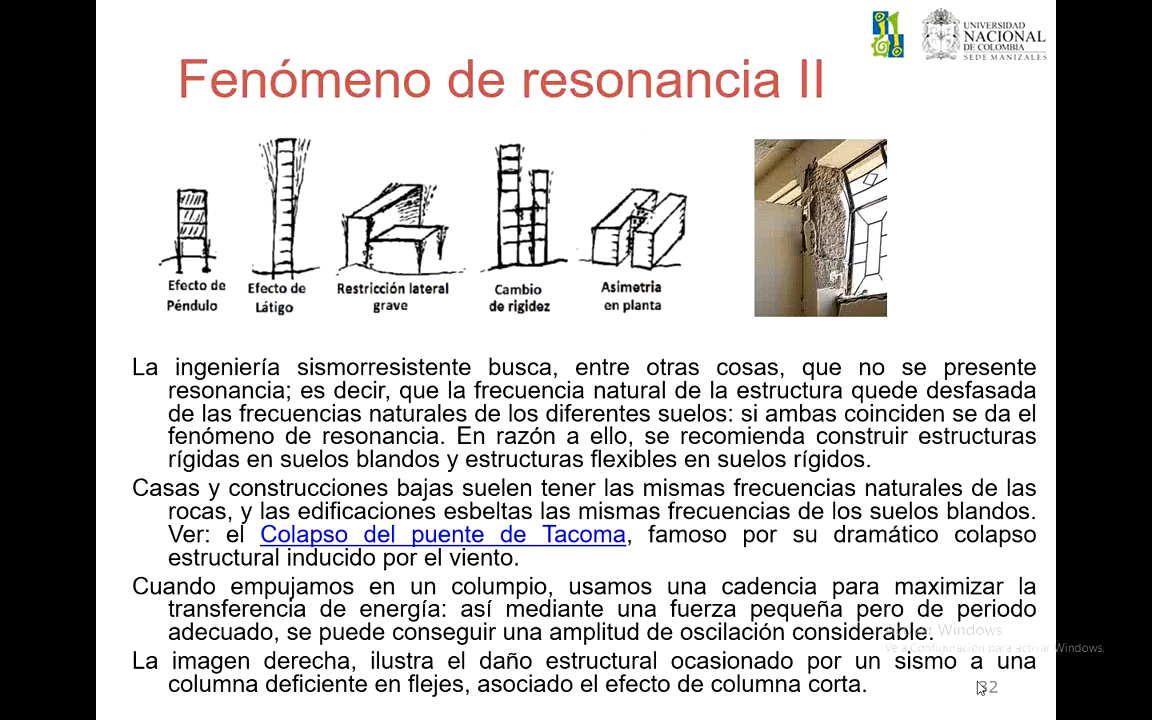 UNIVERSIDAD
NACIONAL
DE COLOMBIA
SEDE MANIZALES
Fenómeno de resonancia II
Efecto de
Péndulo
Efecto de
Látigo
Restricción lateral
grave
Cambio
de rigidez
Asimetria
en planta
La ingeniería sismorresistente busca, entre otras cosas, que no se presente
resonancia; es decir, que la frecuencia natural de la estructura quede desfasada
de las frecuencias naturales de los diferentes suelos: si ambas coinciden se da el
fenómeno de resonancia. En razón a ello, se recomienda construir estructuras
rígidas en suelos blandos y estructuras flexibles en suelos rígidos.
Casas y construcciones bajas suelen tener las mismas frecuencias naturales de las
rocas, y las edificaciones esbeltas las mismas frecuencias de los suelos blandos.
Ver: el Colapso del puente de Tacoma, famoso por su dramático colapso
estructural inducido por el viento.
Cuando empujamos en un columpio, usamos una cadencia para maximizar la
transferencia de energía: así mediante una fuerza pequeña pero de periodo
adecuado, se puede conseguir una amplitud de oscilación considerable.
Activar Windows
Ve a Configuración para activar Windows.
La imagen derecha, ilustra el daño estructural ocasionado por un sismo a una
columna deficiente en flejes, asociado el efecto de columna corta.
32